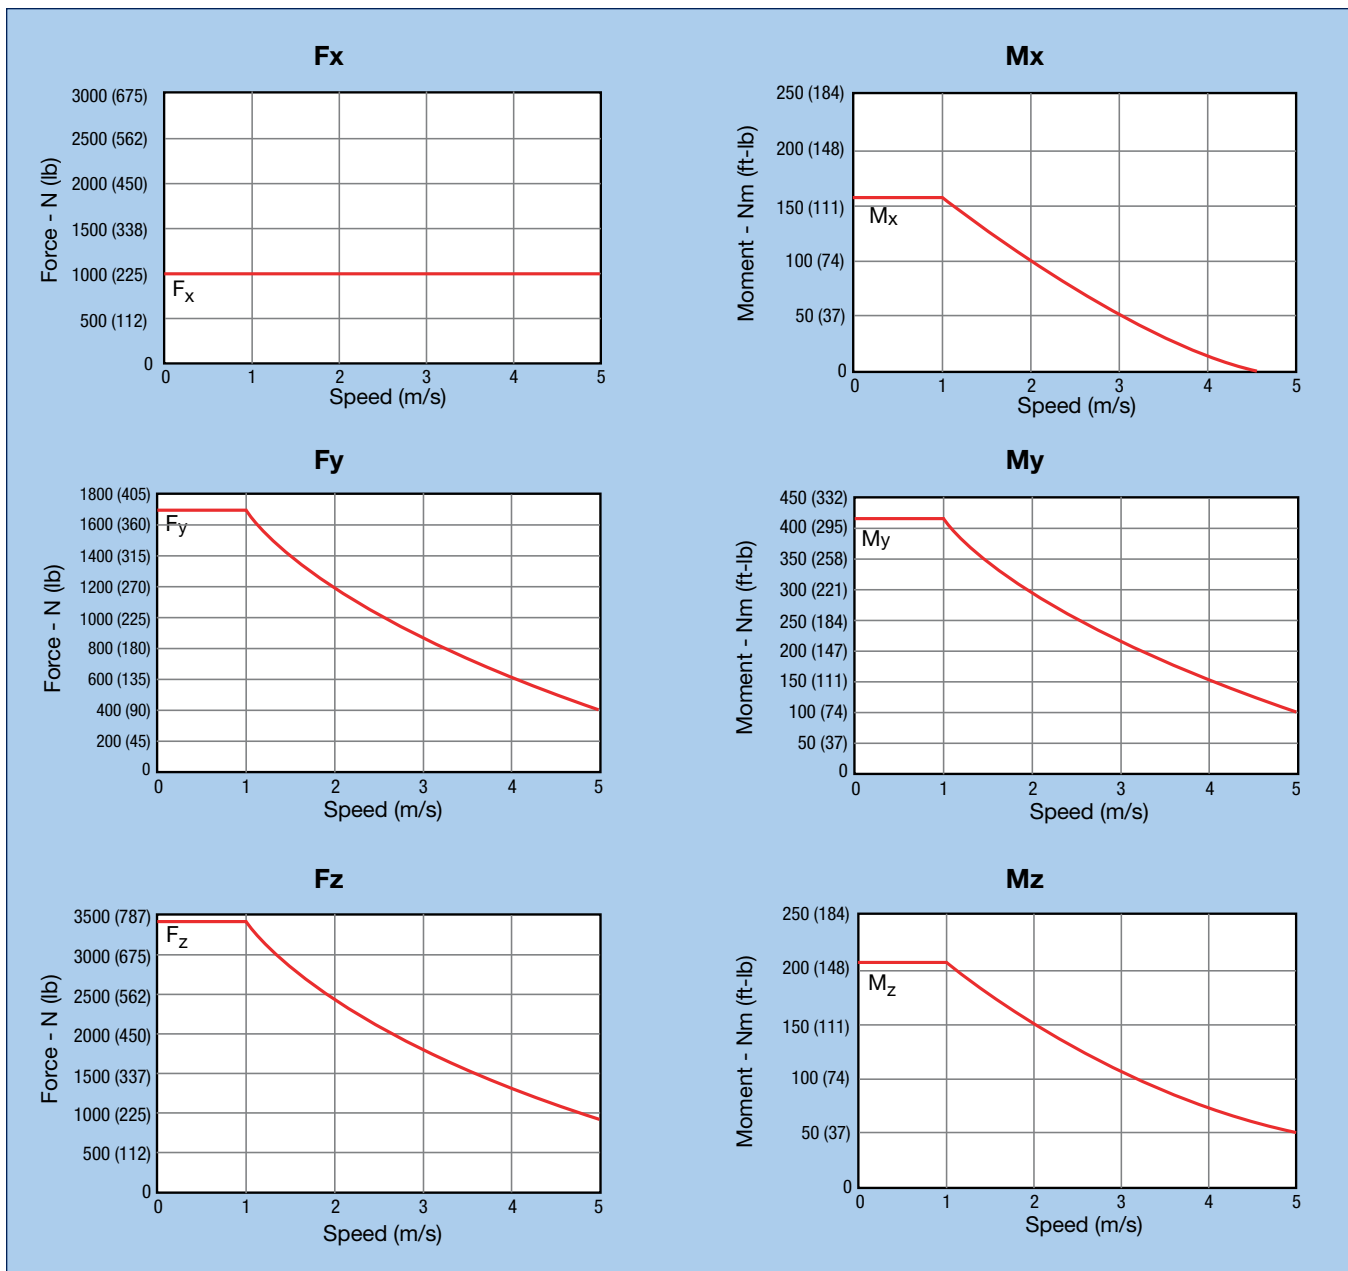 Fx
3000 (675)
2500 (562)
2000 (450)
1500 (338)
1000 (225)
500 (112)
0
Force - N (lb)
Fx
0 1 2 3 4 5
Speed (m/s)
Mx
250 (184)
200 (148)
150 (111)
100 (74)
50 (37)
0
Moment - Nm (ft-lb)
Mx
0 1 2 3 4 5
Speed (m/s)
Fy
1800 (405)
1600 (360)
1400 (315)
1200 (270)
1000 (225)
800 (180)
600 (135)
400 (90)
200 (45)
0
Force - N (lb)
Fy
0 1 2 3 4 5
Speed (m/s)
My
450 (332)
400 (295)
350 (258)
300 (221)
250 (184)
200 (147)
150 (111)
100 (74)
50 (37)
0
Moment - Nm (ft-lb)
My
0 1 2 3 4 5
Speed (m/s)
Fz
3500 (787)
3000 (675)
2500 (562)
2000 (450)
1500 (337)
1000 (225)
500 (112)
0
Force - N (lb)
Fz
0 1 2 3 4 5
Speed (m/s)
Mz
250 (184)
200 (148)
150 (111)
100 (74)
50 (37)
0
Moment - Nm (ft-lb)
Mz
0 1 2 3 4 5
Speed (m/s)